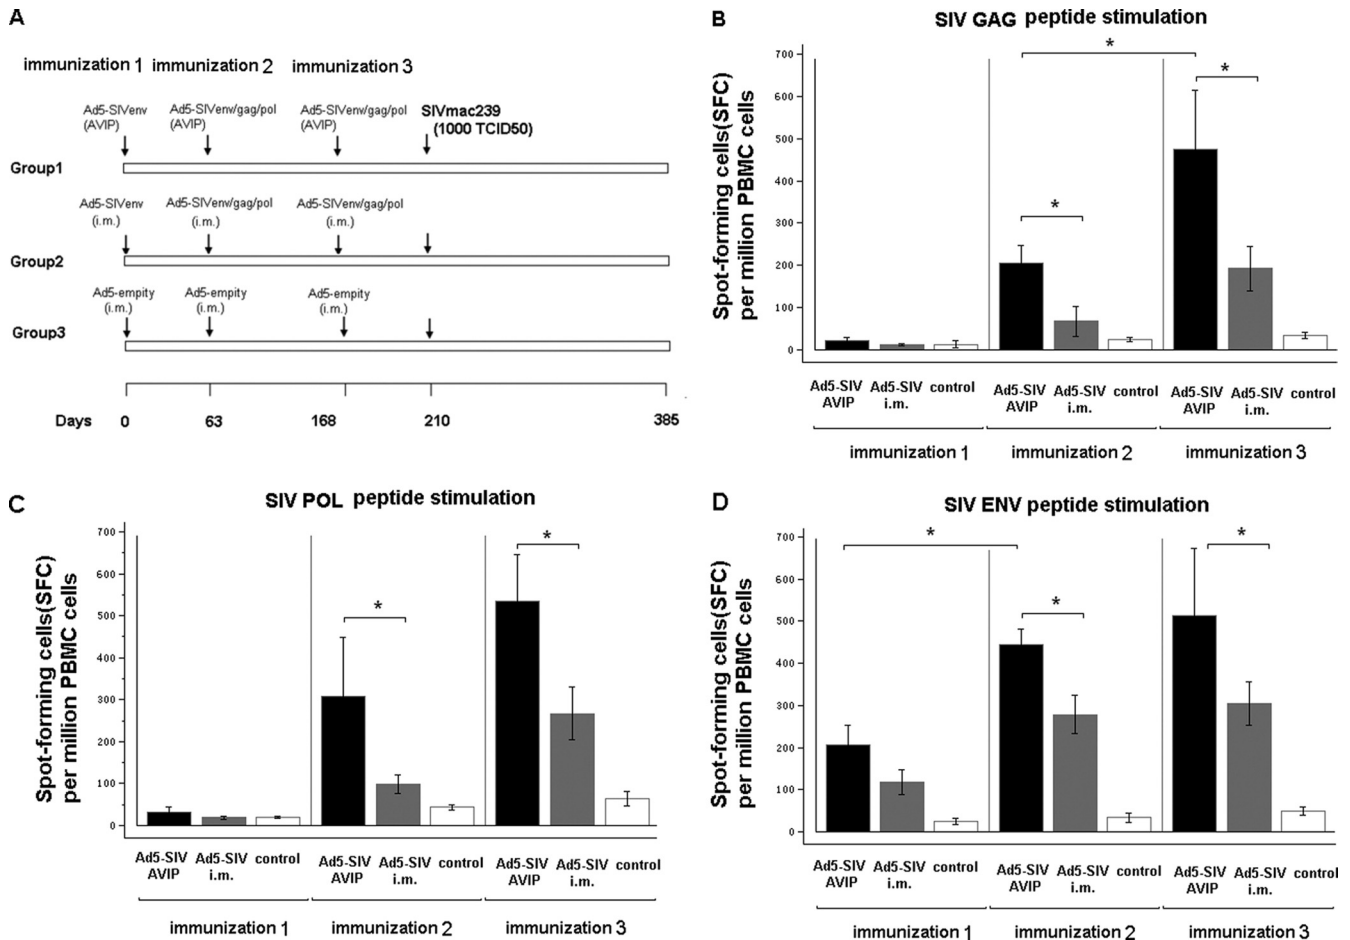 A
immunization 1 immunization 2 immunization 3
Ad5-SIVenv Ad5-SIVenv/gag/pol Ad5-SIVenv/gag/pol SIVmac239
(AVIP) (AVIP) (AVIP) (1000 TCID50)
Group1
Ad5-SIVenv Ad5-SIVenv/gag/pol Ad5-SIVenv/gag/pol
(i.m.) (i.m.) (i.m.)
Group2
Ad5-empity Ad5-empity Ad5-empity
(i.m.) (i.m.) (i.m.)
Group3
Days 0 63 168 210 385
B
SIV GAG peptide stimulation
Spot-forming cells(SFC)
per million PBMC cells
700
600
500
400
300
200
100
0
* * * *
Ad5-SIV Ad5-SIV control Ad5-SIV Ad5-SIV control Ad5-SIV Ad5-SIV control
AVIP i.m. AVIP i.m. AVIP i.m.
immunization 1 immunization 2 immunization 3
C
SIV POL peptide stimulation
Spot-forming cells(SFC)
per million PBMC cells
700
600
500
400
300
200
100
0
* *
Ad5-SIV Ad5-SIV control Ad5-SIV Ad5-SIV control Ad5-SIV Ad5-SIV control
AVIP i.m. AVIP i.m. AVIP i.m.
immunization 1 immunization 2 immunization 3
D
SIV ENV peptide stimulation
Spot-forming cells(SFC)
per million PBMC cells
700
600
500
400
300
200
100
0
* * *
Ad5-SIV Ad5-SIV control Ad5-SIV Ad5-SIV control Ad5-SIV Ad5-SIV control
AVIP i.m. AVIP i.m. AVIP i.m.
immunization 1 immunization 2 immunization 3